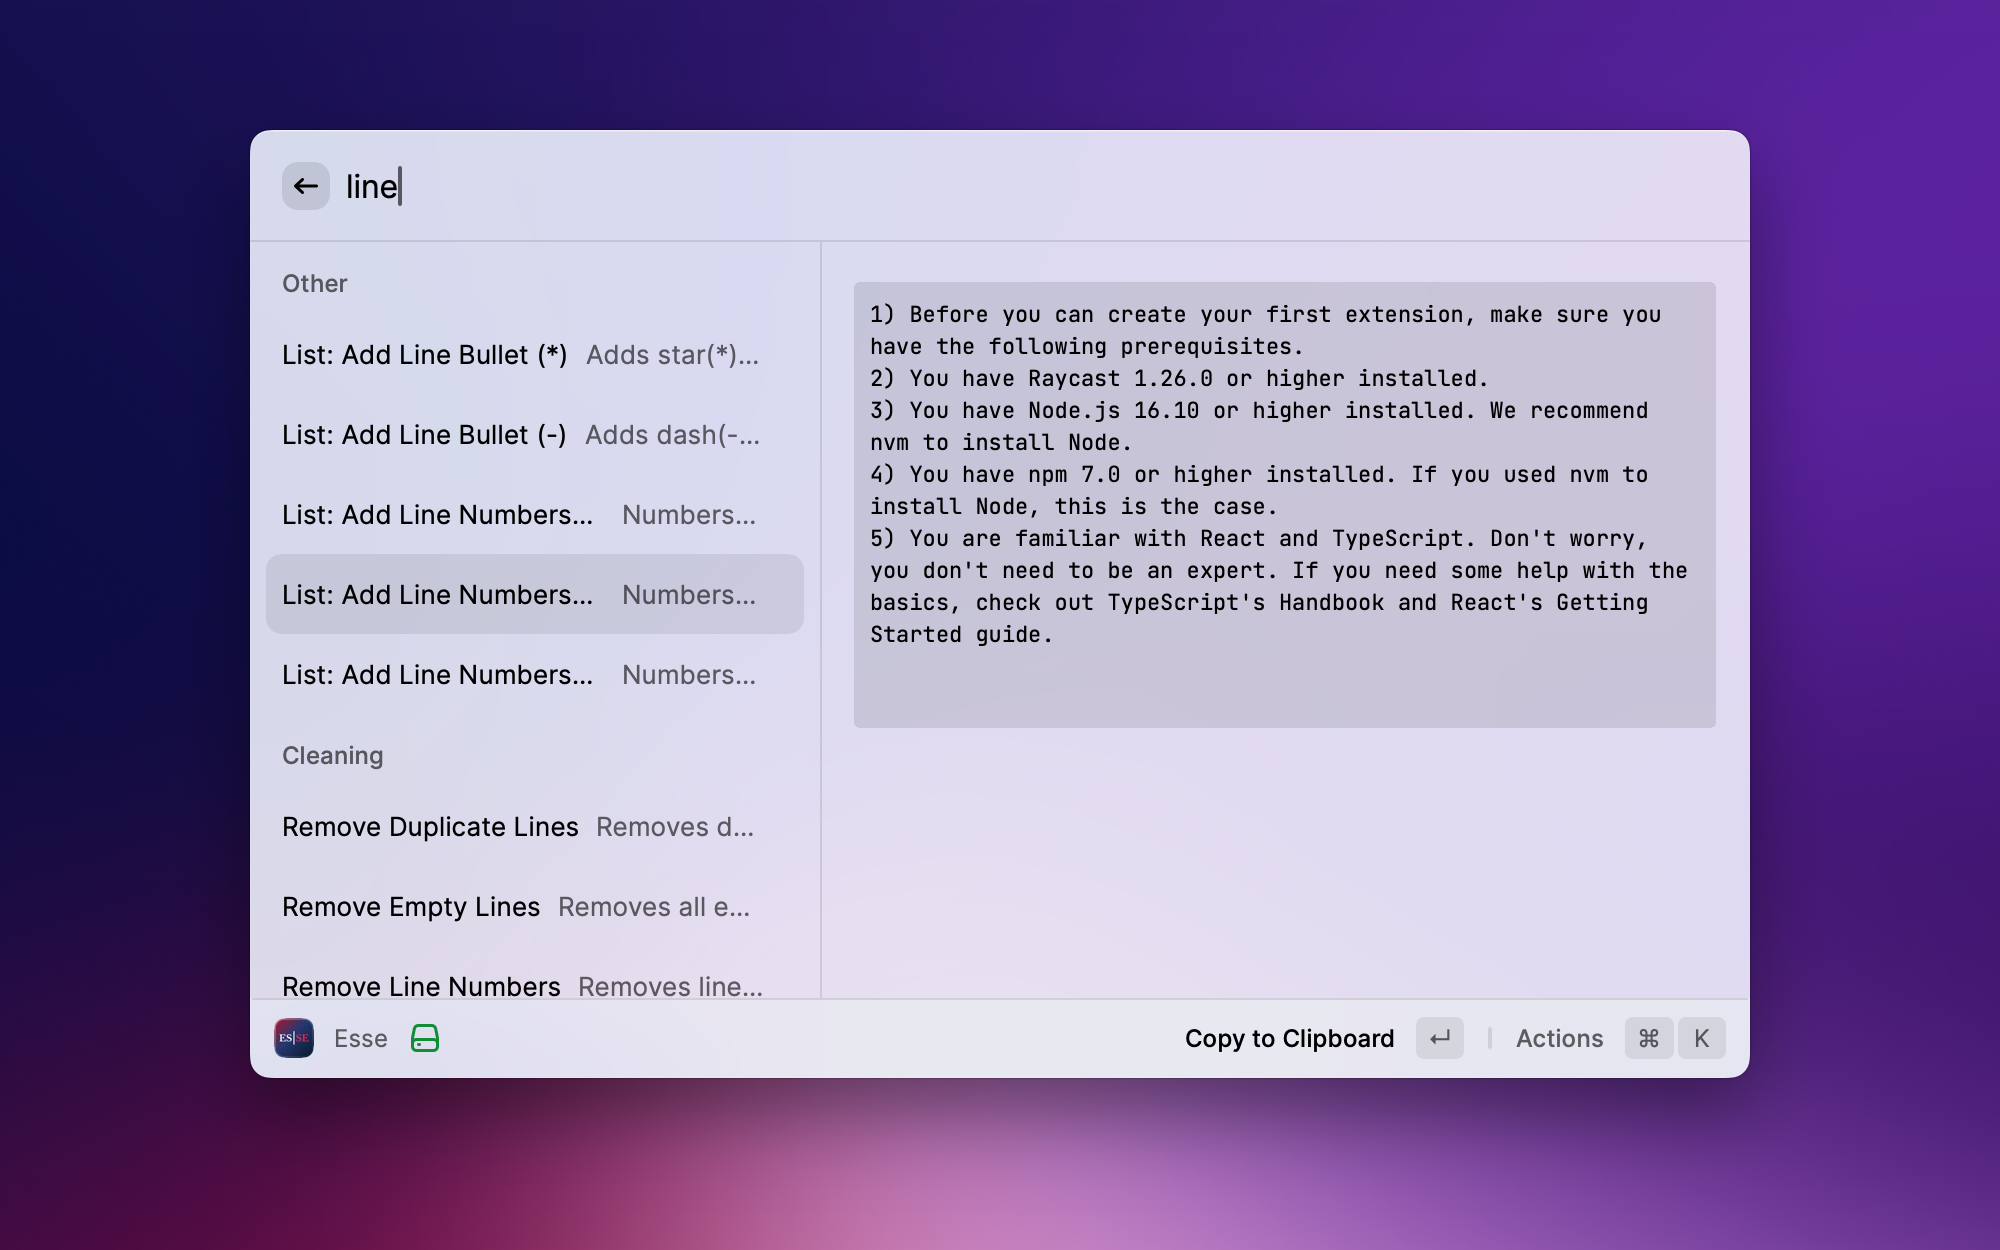 line
Other
List: Add Line Bullet (*) Adds star(*)...
List: Add Line Bullet (-) Adds dash(-...
List: Add Line Numbers... Numbers...
List: Add Line Numbers... Numbers...
List: Add Line Numbers... Numbers...
Cleaning
Remove Duplicate Lines Removes d...
Remove Empty Lines Removes all e...
Remove Line Numbers Removes line...
1) Before you can create your first extension, make sure you
have the following prerequisites.
2) You have Raycast 1.26.0 or higher installed.
3) You have Node.js 16.10 or higher installed. We recommend
nvm to install Node.
4) You have npm 7.0 or higher installed. If you used nvm to
install Node, this is the case.
5) You are familiar with React and TypeScript. Don't worry,
you don't need to be an expert. If you need some help with the
basics, check out TypeScript's Handbook and React's Getting
Started guide.
ES|SE Esse Copy to Clipboard ↵ Actions ⌘ K